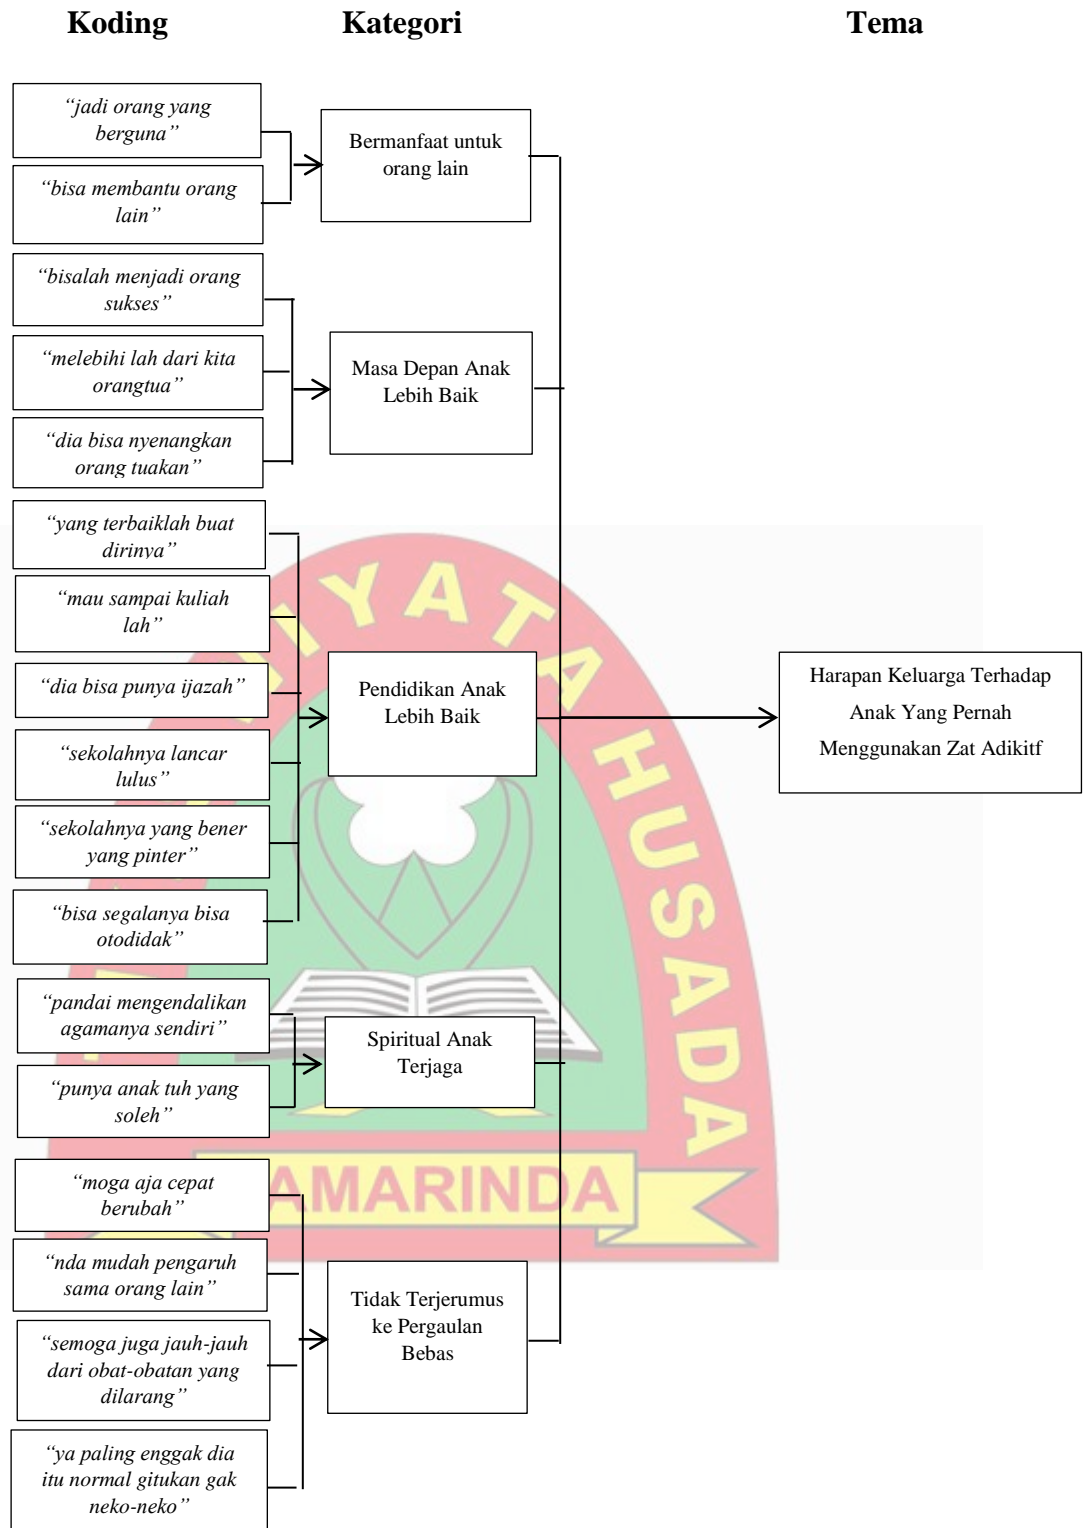 Koding Kategori Tema
“jadi orang yang
berguna”
“bisa membantu orang
lain”
Bermanfaat untuk
orang lain
“bisalah menjadi orang
sukses”
“melebihi lah dari kita
orangtua”
“dia bisa nyenangkan
orang tuakan”
Masa Depan Anak
Lebih Baik
“yang terbaiklah buat
dirinya”
“mau sampai kuliah
lah”
“dia bisa punya ijazah”
“sekolahnya lancar
lulus”
“sekolahnya yang bener
yang pinter”
“bisa segalanya bisa
otodidak”
Pendidikan Anak
Lebih Baik
“pandai mengendalikan
agamanya sendiri”
“punya anak tuh yang
soleh”
Spiritual Anak
Terjaga
“moga aja cepat
berubah”
“nda mudah pengaruh
sama orang lain”
“semoga juga jauh-jauh
dari obat-obatan yang
dilarang”
“ya paling enggak dia
itu normal gitukan gak
neko-neko”
Tidak Terjerumus
ke Pergaulan
Bebas
Harapan Keluarga Terhadap
Anak Yang Pernah
Menggunakan Zat Adikitf
HUSADA